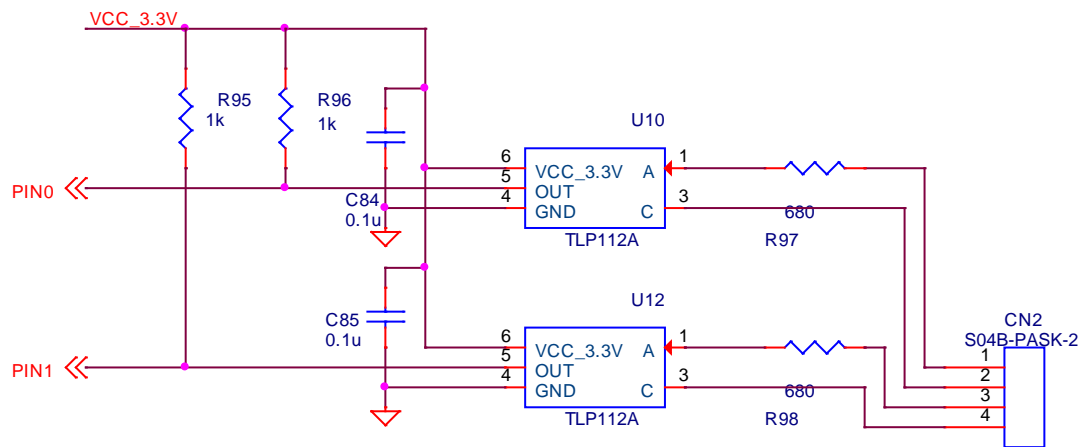 VCC_3.3V
R95
1k
R96
1k
C84
0.1u
PIN0
U10
6
5
4
VCC_3.3V
OUT
GND
A
C
1
3
TLP112A
680
R97
C85
0.1u
PIN1
U12
6
5
4
VCC_3.3V
OUT
GND
A
C
1
3
TLP112A
680
R98
CN2
S04B-PASK-2
1
2
3
4